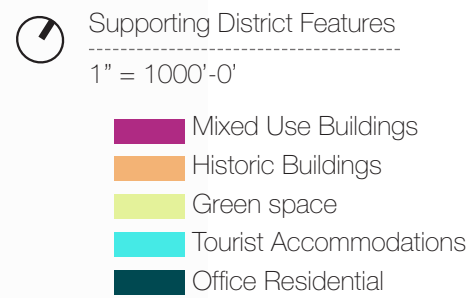 Supporting District Features
1” = 1000’-0’
Mixed Use Buildings
Historic Buildings
Green space
Tourist Accommodations
Office Residential